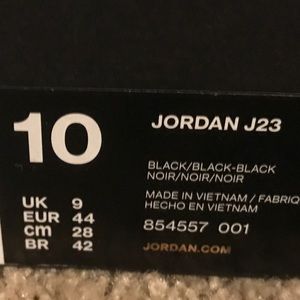 10
JORDAN J23
BLACK/BLACK-BLACK
NOIR/NOIR/NOIR
MADE IN VIETNAM / FABRIQ
HECHO EN VIETNAM
UK 9
EUR 44
cm 28
BR 42
854557 001
JORDAN.COM